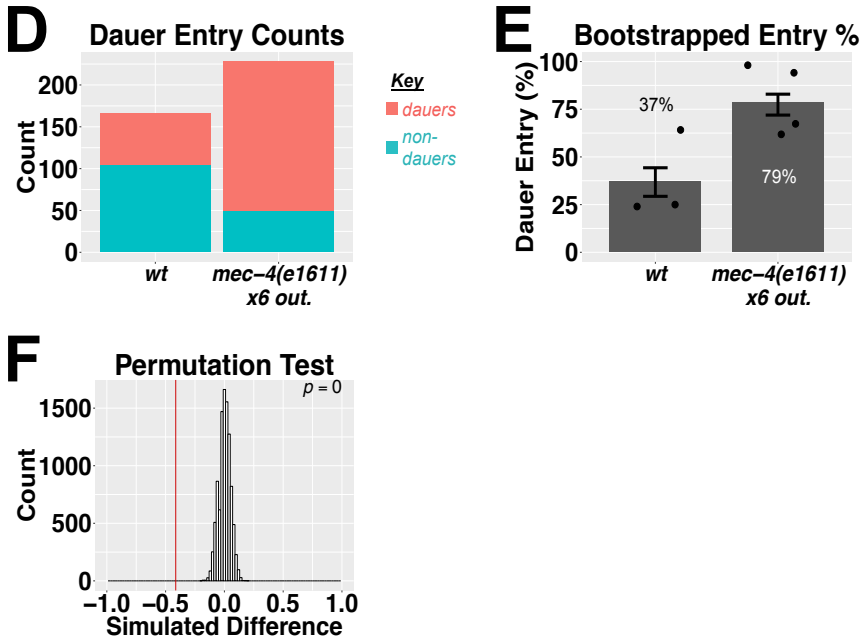 D
Dauer Entry Counts
Count
200
150
100
50
0
wt
mec-4(e1611)
x6 out.
Key
dauers
non-
dauers
E
Bootstrapped Entry %
Dauer Entry (%)
100
75
50
25
0
37%
79%
wt
mec-4(e1611)
x6 out.
F
Permutation Test
p = 0
Count
1500
1000
500
0
−1.0 −0.5 0.0 0.5 1.0
Simulated Difference